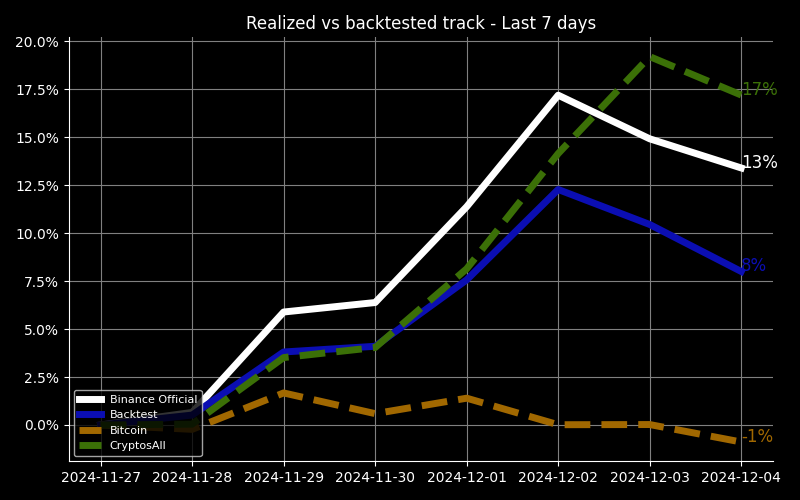 Realized vs backtested track - Last 7 days
20.0%
17.5%
15.0%
12.5%
10.0%
7.5%
5.0%
2.5%
0.0%
17%
13%
8%
-1%
Binance Official
Backtest
Bitcoin
CryptosAll
2024-11-27 2024-11-28 2024-11-29 2024-11-30 2024-12-01 2024-12-02 2024-12-03 2024-12-04